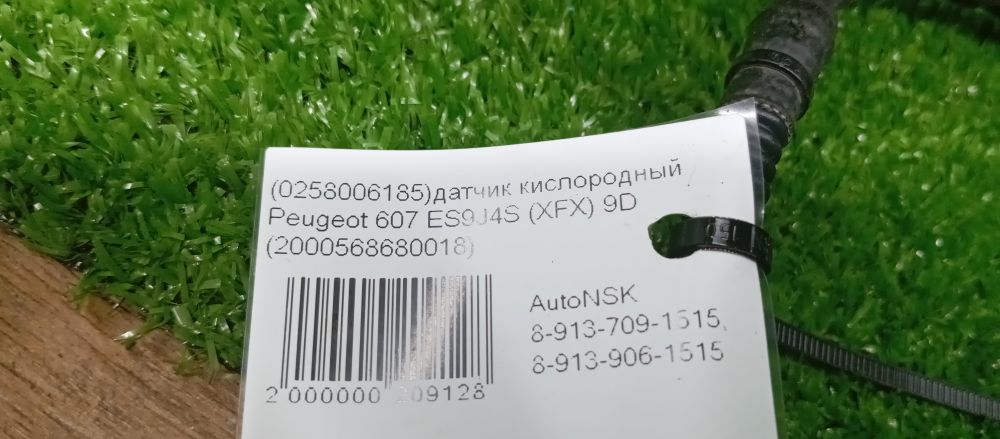 (0258006185)датчик кислородный
Peugeot 607 ES9J4S (XFX) 9D
(2000568680018)
AutoNSK
8-913-709-1515,
8-913-906-1515
2 000000 209128